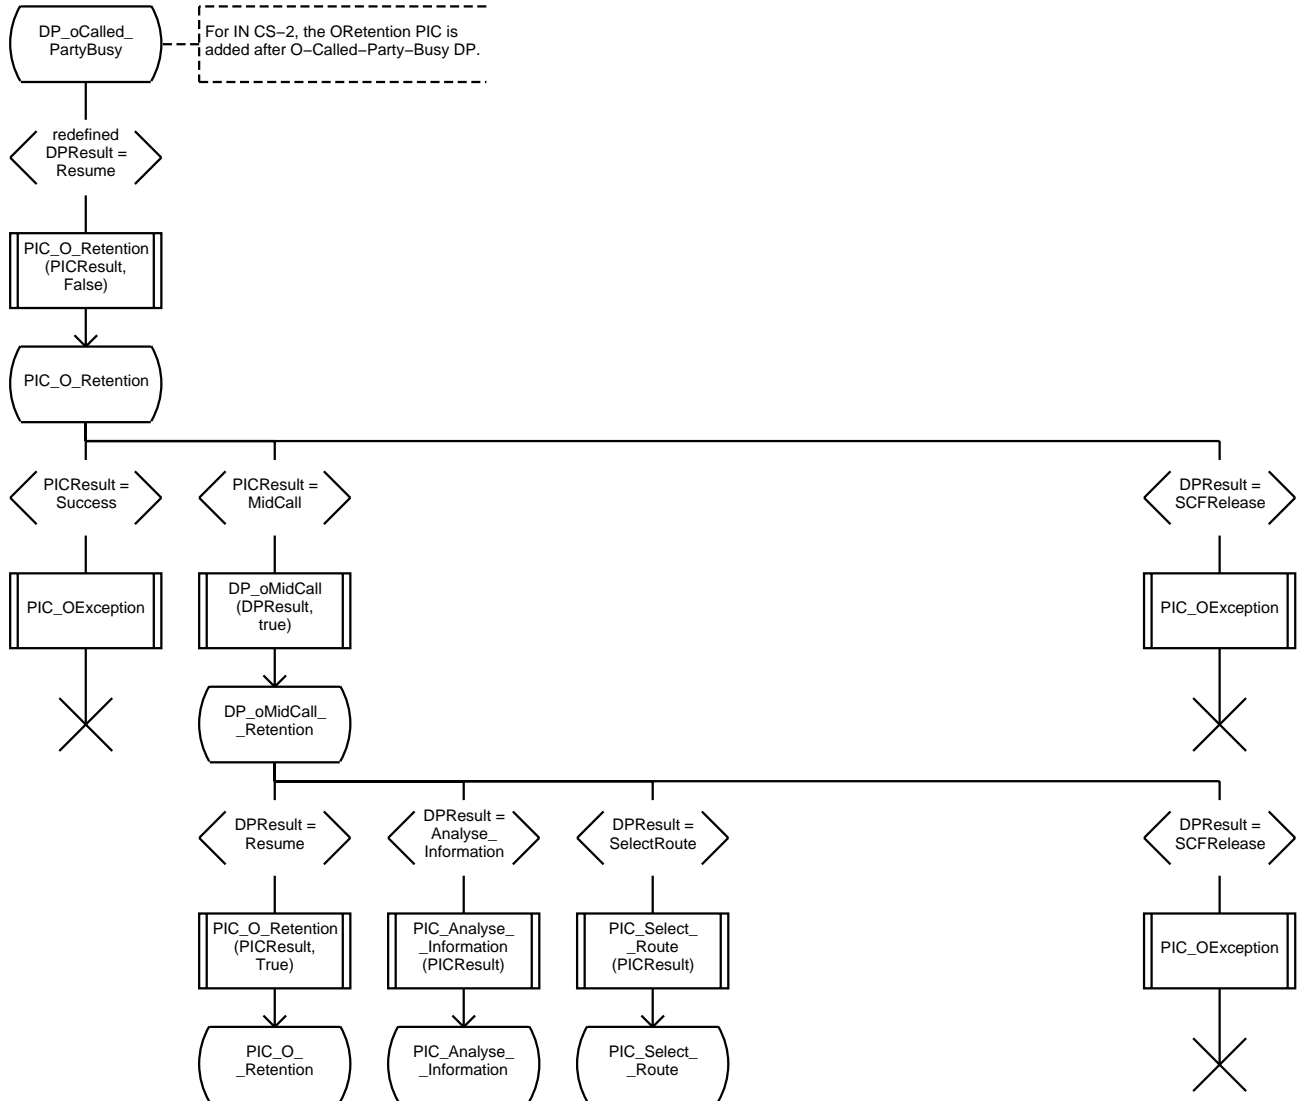 DP_oCalled_
PartyBusy
For IN CS−2, the ORetention PIC is
added after O−Called−Party−Busy DP.
redefined
DPResult =
Resume
PIC_O_Retention
(PICResult,
False)
PIC_O_Retention
PICResult =
Success
PICResult =
MidCall
DPResult =
SCFRelease
PIC_OException
DP_oMidCall
(DPResult,
true)
PIC_OException
DP_oMidCall_
_Retention
DPResult =
Resume
DPResult =
Analyse_
Information
DPResult =
SelectRoute
DPResult =
SCFRelease
PIC_O_Retention
(PICResult,
True)
PIC_Analyse_
_Information
(PICResult)
PIC_Select_
_Route
(PICResult)
PIC_OException
PIC_O_
_Retention
PIC_Analyse_
_Information
PIC_Select_
_Route